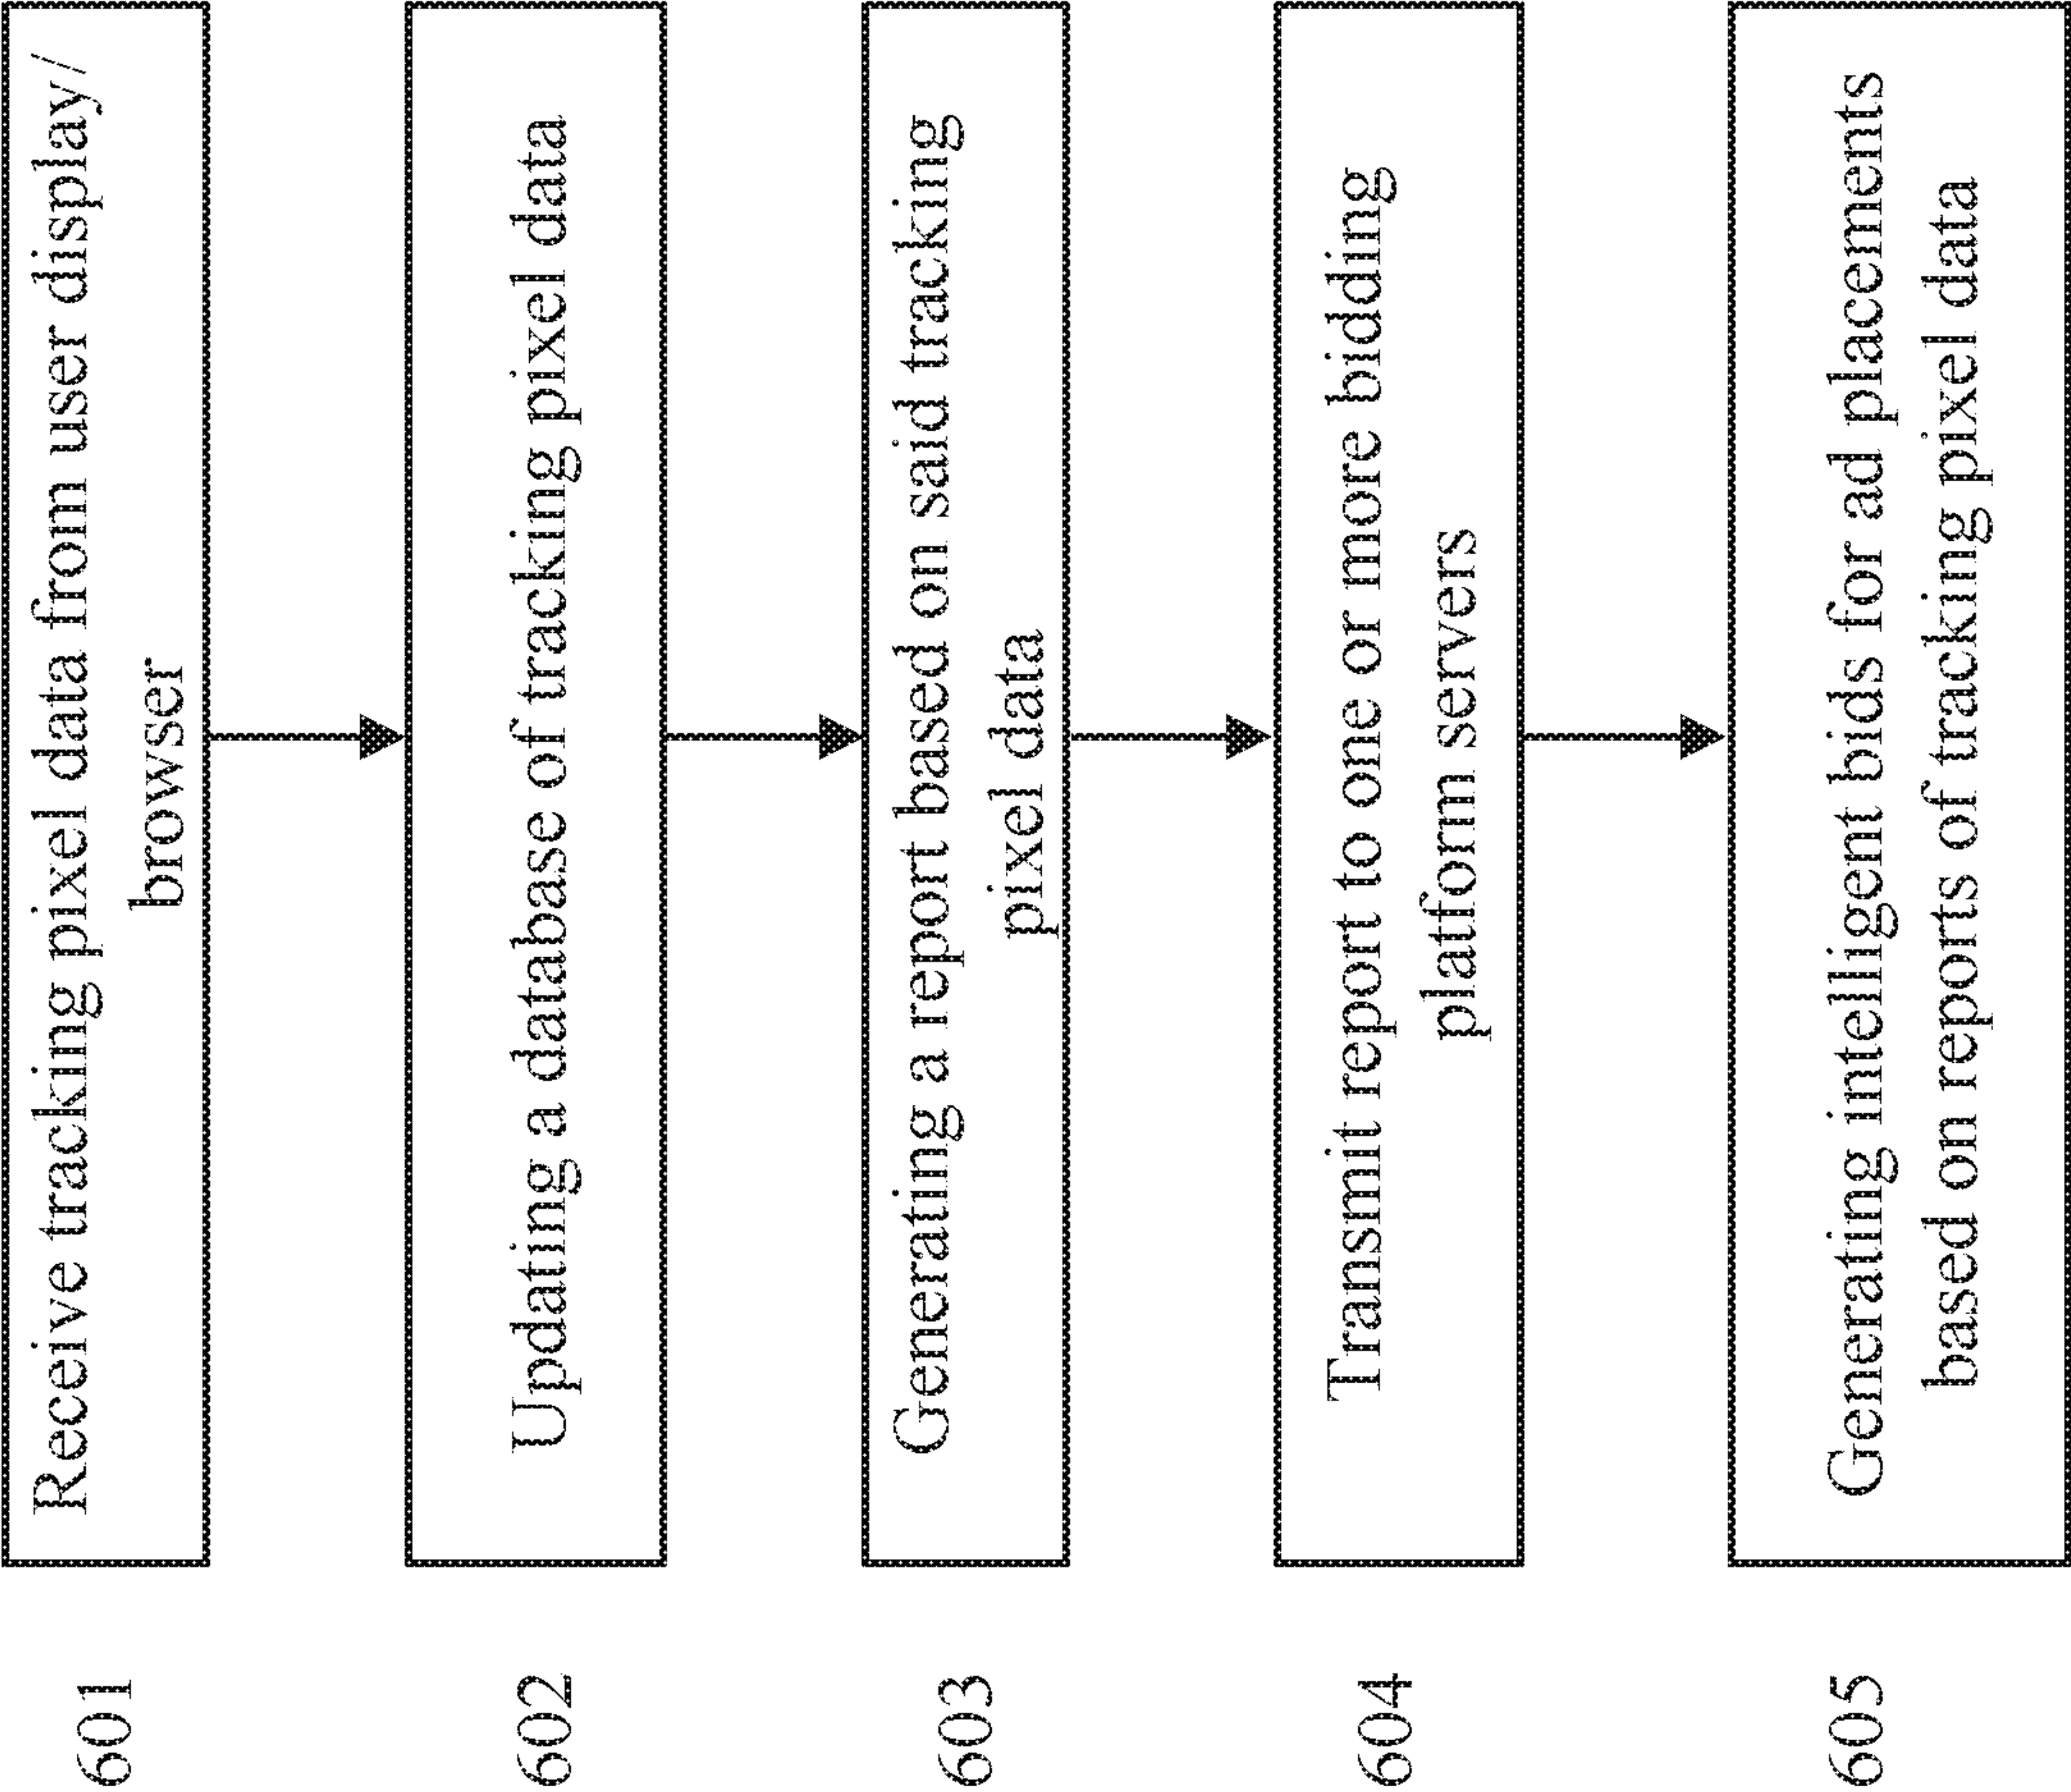 601
Receive tracking pixel data from user display/
browser
602
Updating a database of tracking pixel data
603
Generating a report based on said tracking
pixel data
604
Transmit report to one or more bidding
platform servers
605
Generating intelligent bids for ad placements
based on reports of tracking pixel data